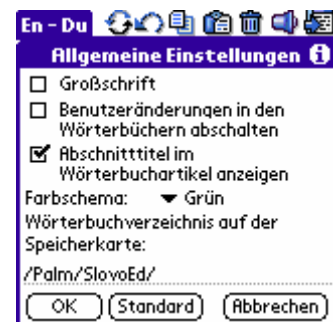 En - Du
Allgemeine Einstellungen
Großschrift
Benutzeränderungen in den
Wörterbüchern abschalten
Abschnitttitel im
Wörterbuchartikel anzeigen
Farbschema: Grün
Wörterbuchverzeichnis auf der
Speicherkarte:
/Palm/SlovoEd/
OK Standard Abbrechen